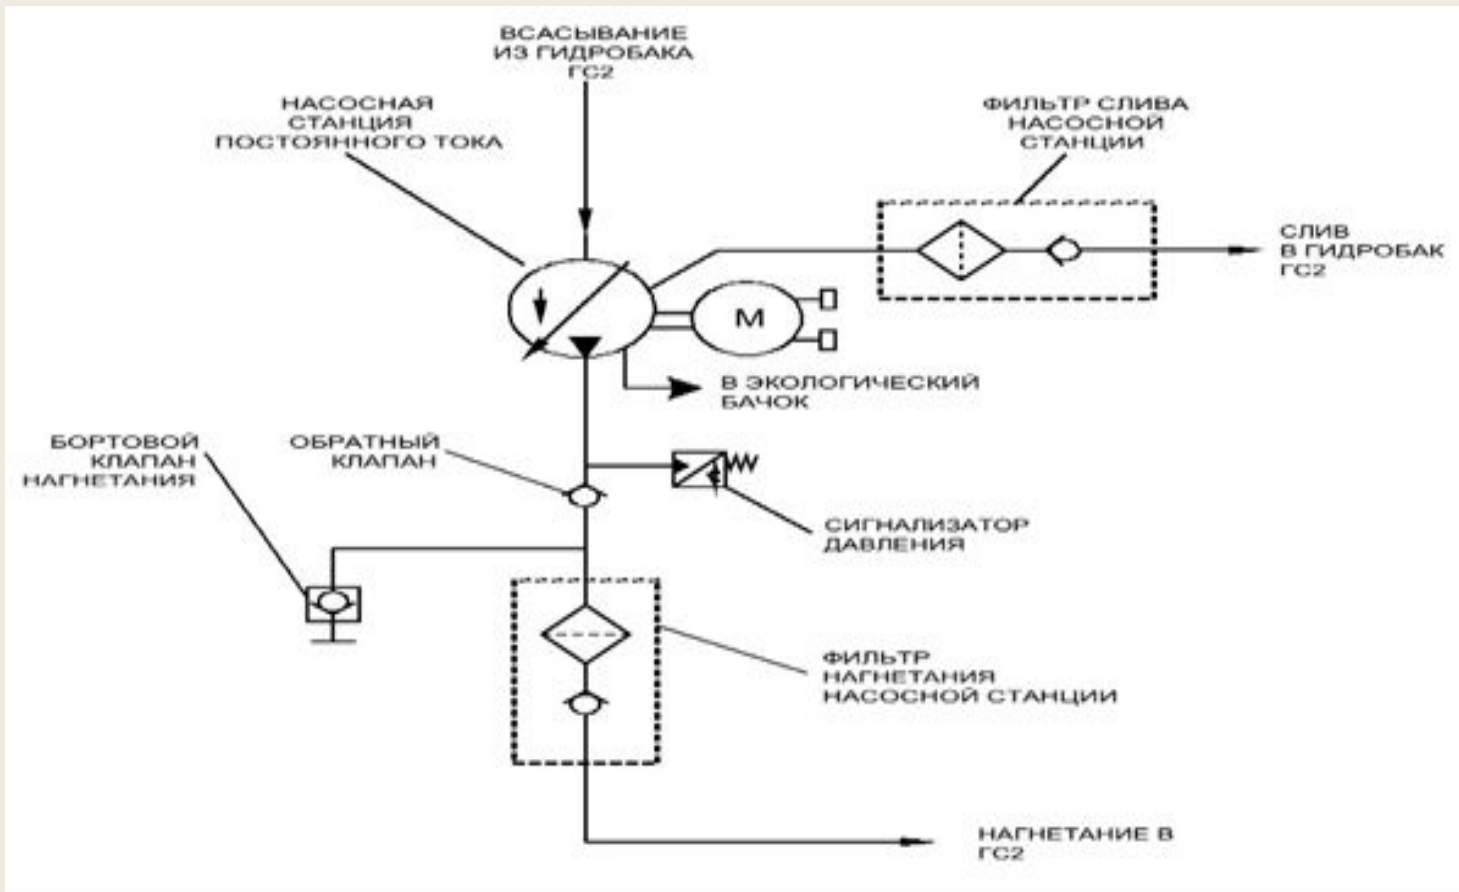 ВСАСЫВАНИЕ
ИЗ ГИДРОБАКА
ГС2
НАСОСНАЯ
СТАНЦИЯ
ПОСТОЯННОГО ТОКА
ФИЛЬТР СЛИВА
НАСОСНОЙ
СТАНЦИИ
СЛИВ
В ГИДРОБАК
ГС2
М
В ЭКОЛОГИЧЕСКИЙ
БАЧОК
БОРТОВОЙ
КЛАПАН
НАГНЕТАНИЯ
ОБРАТНЫЙ
КЛАПАН
СИГНАЛИЗАТОР
ДАВЛЕНИЯ
ФИЛЬТР
НАГНЕТАНИЯ
НАСОСНОЙ СТАНЦИИ
НАГНЕТАНИЕ В
ГС2